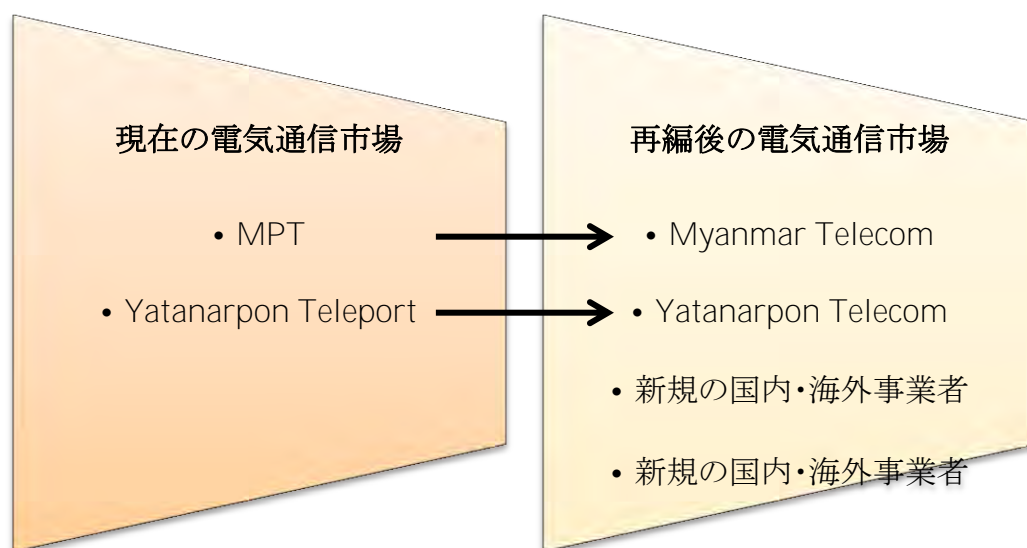 現在の電気通信市場
• MPT
• Yatanarpon Teleport
再編後の電気通信市場
• Myanmar Telecom
• Yatanarpon Telecom
• 新規の国内・海外事業者
• 新規の国内・海外事業者